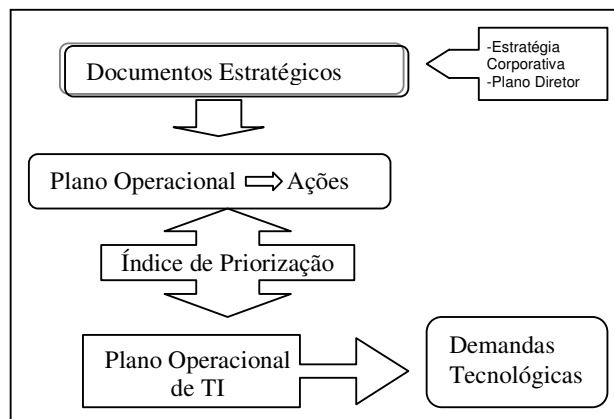 Documentos Estratégicos
-Estratégia
Corporativa
-Plano Diretor
Plano Operacional
Ações
Índice de Priorização
Plano Operacional
de TI
Demandas
Tecnológicas